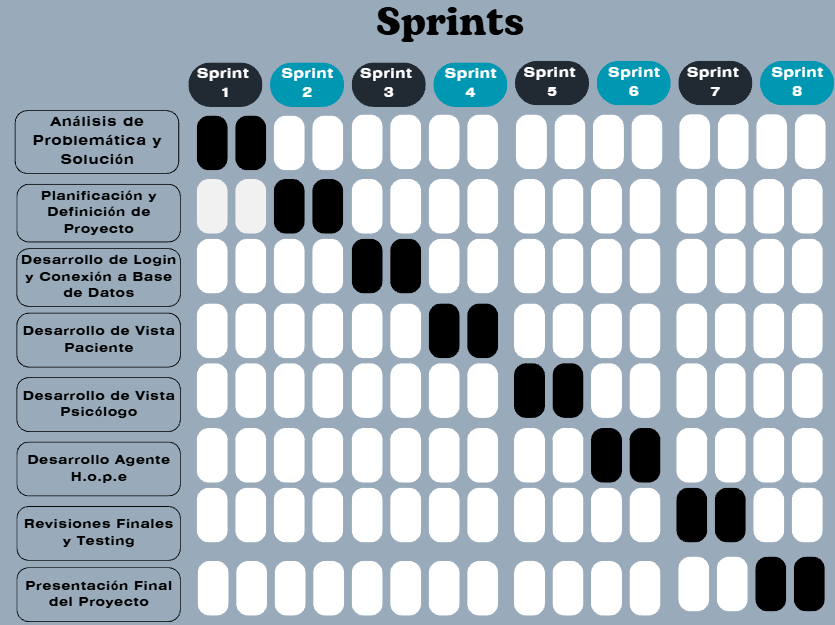 Sprints
Sprint
1
Sprint
2
Sprint
3
Sprint
4
Sprint
5
Sprint
6
Sprint
7
Sprint
8
Análisis de
Problemática y
Solución
Planificación y
Definición de
Proyecto
Desarrollo de Login
y Conexión a Base
de Datos
Desarrollo de Vista
Paciente
Desarrollo de Vista
Psicólogo
Desarrollo Agente
H.o.p.e
Revisiones Finales
y Testing
Presentación Final
del Proyecto